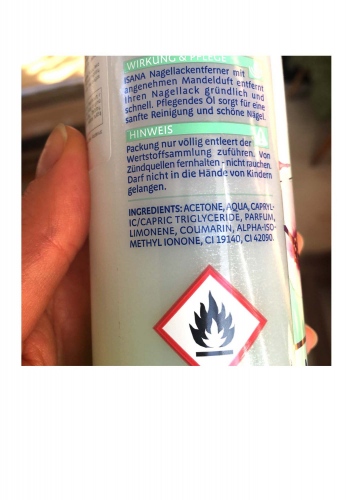 WIRKUNG & PFLEGE
ISANA Nagellackentferner mit
angenehmen Mandelduft entfernt
Ihren Nagellack gründlich und
schnell. Pflegendes Öl sorgt für eine
sanfte Reinigung und schöne Nägel.
HINWEIS
Packung nur völlig entleert der
Wertstoffsammlung zuführen. Von
Zündquellen fernhalten - nicht rauchen.
Darf nicht in die Hände von Kindern
gelangen.
INGREDIENTS: ACETONE, AQUA, CAPRYL-
IC/CAPRIC TRIGLYCERIDE, PARFUM,
LIMONENE, COUMARIN, ALPHA-ISO-
METHYL IONONE, CI 19140, CI 42090.